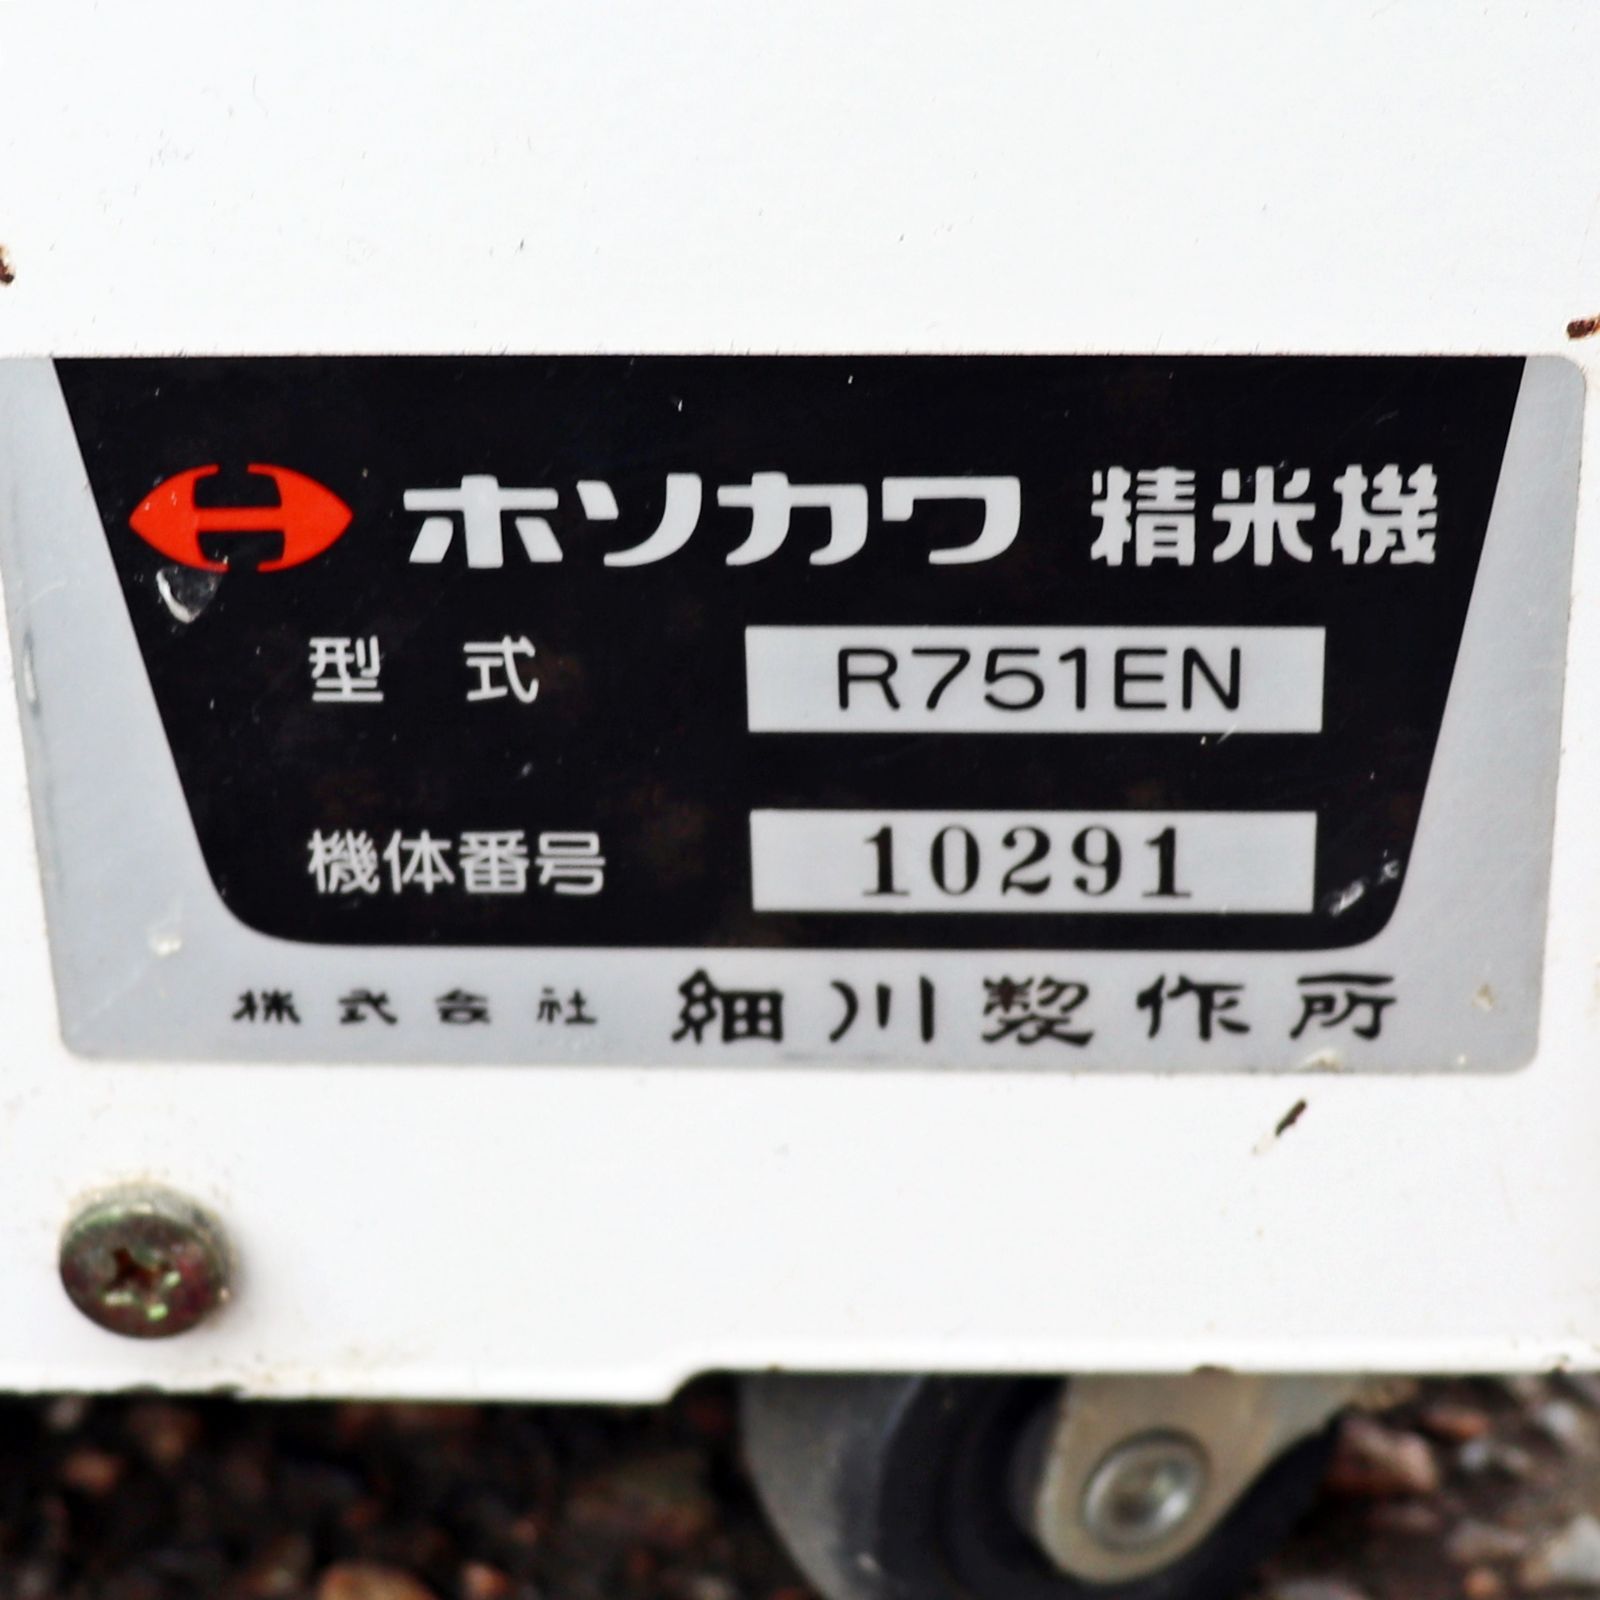 ホソカワ 精米機
型式 R751EN
機体番号 10291
株式会社 細川製作所